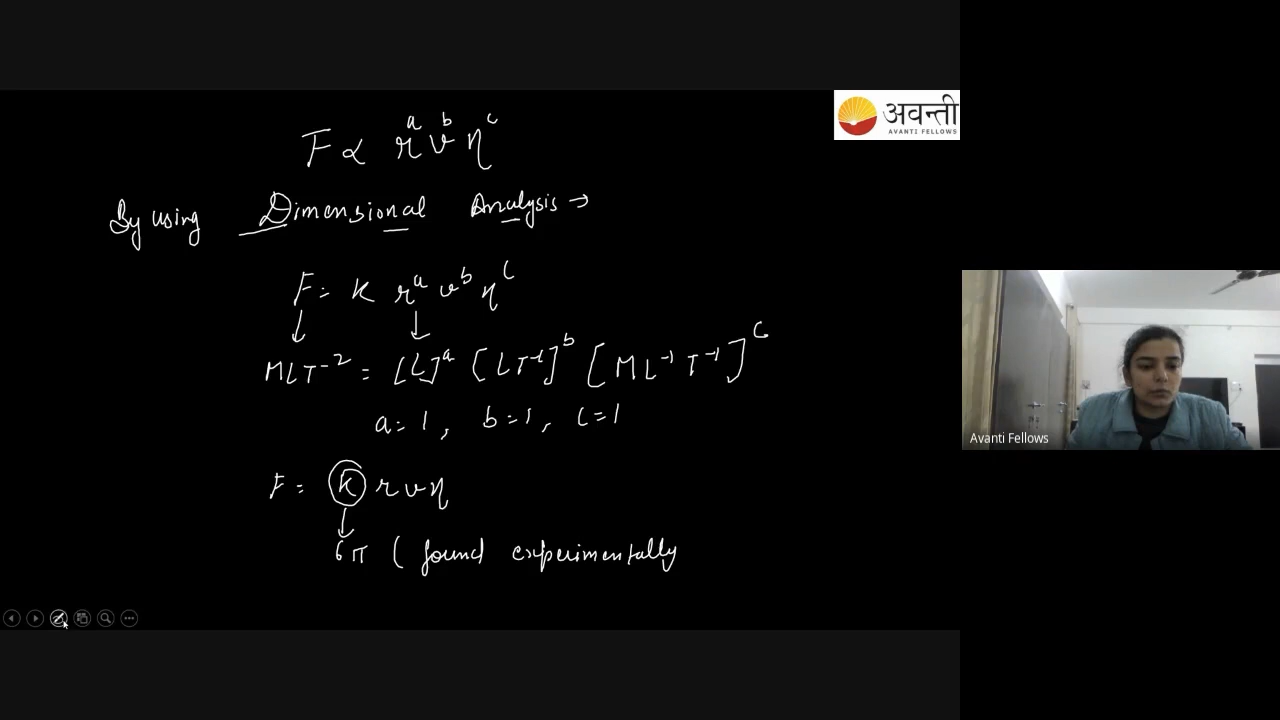 अवन्ती
AVANTI FELLOWS
F ∝ r^a v^b η^c
By using Dimensional Analysis →
F = K r^a v^b η^c
MLT^-2 = [L]^a [LT^-1]^b [ML^-1 T^-1]^c
a = 1, b = 1, c = 1
F = K r v η
6π ( found experimentally
Avanti Fellows